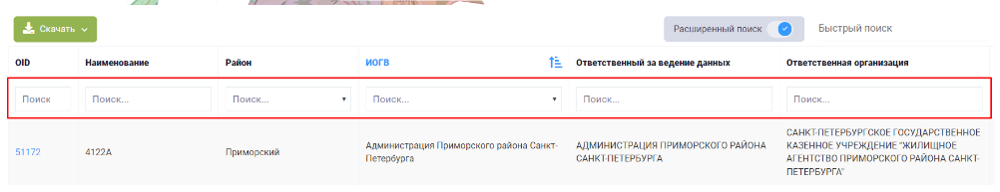 Скачать
Расширенный поиск
Быстрый поиск
OID Наименование Район ИОГВ Ответственный за ведение данных Ответственная организация
Поиск Поиск... Поиск... Поиск... Поиск... Поиск...
51172 4122А Приморский Администрация Приморского района Санкт-
Петербурга
АДМИНИСТРАЦИЯ ПРИМОРСКОГО РАЙОНА
САНКТ-ПЕТЕРБУРГА
САНКТ-ПЕТЕРБУРГСКОЕ ГОСУДАРСТВЕННОЕ
КАЗЕННОЕ УЧРЕЖДЕНИЕ "ЖИЛИЩНОЕ
АГЕНТСТВО ПРИМОРСКОГО РАЙОНА САНКТ-
ПЕТЕРБУРГА"